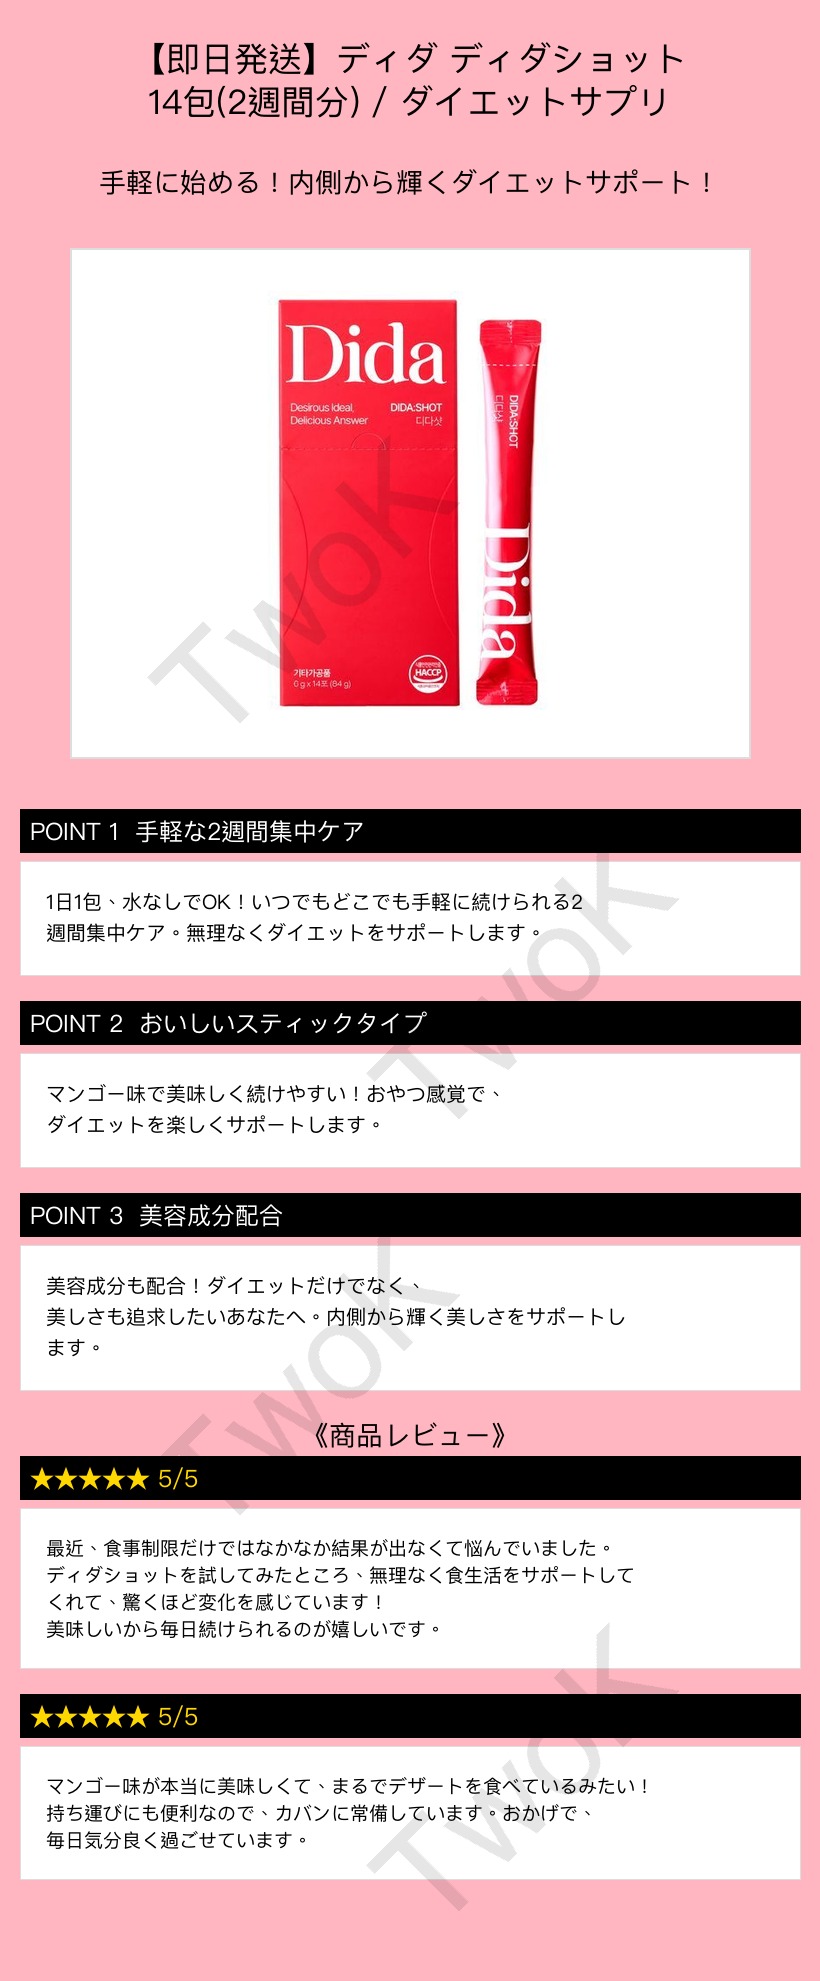 【即日発送】ディダ ディダショット
14包(2週間分) / ダイエットサプリ
手軽に始める！内側から輝くダイエットサポート！
Dida
Desirous Ideal,
Delicious Answer
DIDA:SHOT
디다샷
기타가공품
0 g x 14포 (84 g)
HACCP
DIDA:SHOT
디다샷
Dida
TwoK
POINT 1 手軽な2週間集中ケア
1日1包、水なしでOK！いつでもどこでも手軽に続けられる2
週間集中ケア。無理なくダイエットをサポートします。
TwoK
POINT 2 おいしいスティックタイプ
マンゴー味で美味しく続けやすい！おやつ感覚で、
ダイエットを楽しくサポートします。
POINT 3 美容成分配合
美容成分も配合！ダイエットだけでなく、
美しさも追求したいあなたへ。内側から輝く美しさをサポートし
ます。
TwoK
《商品レビュー》
★★★★★ 5/5
最近、食事制限だけではなかなか結果が出なくて悩んでいました。
ディダショットを試してみたところ、無理なく食生活をサポートして
くれて、驚くほど変化を感じています！
美味しいから毎日続けられるのが嬉しいです。
★★★★★ 5/5
マンゴー味が本当に美味しくて、まるでデザートを食べているみたい！
持ち運びにも便利なので、カバンに常備しています。おかげで、
毎日気分良く過ごせています。
TwoK